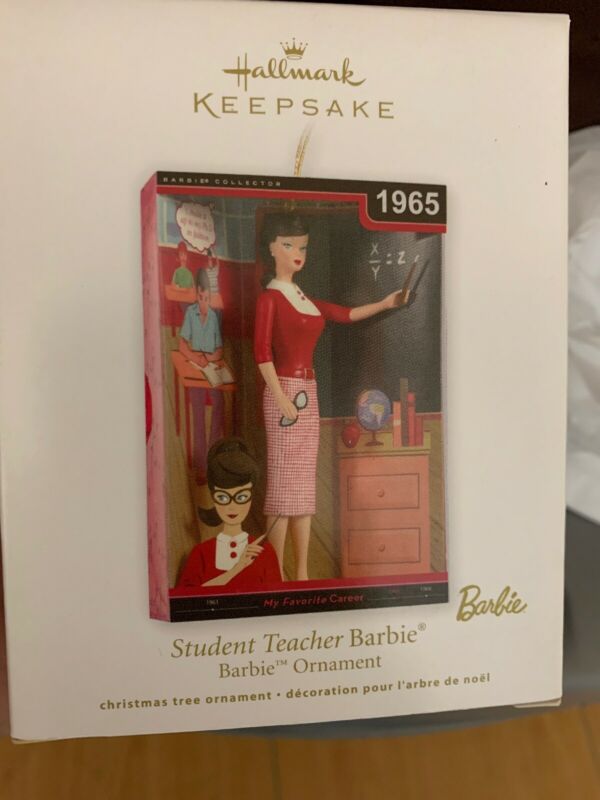 Hallmark
KEEPSAKE
BARBIE® COLLECTOR
1965
X
Y
= Z
1961
My Favorite Career
Barbie
Student Teacher Barbie®
Barbie™ Ornament
christmas tree ornament • décoration pour l'arbre de noël